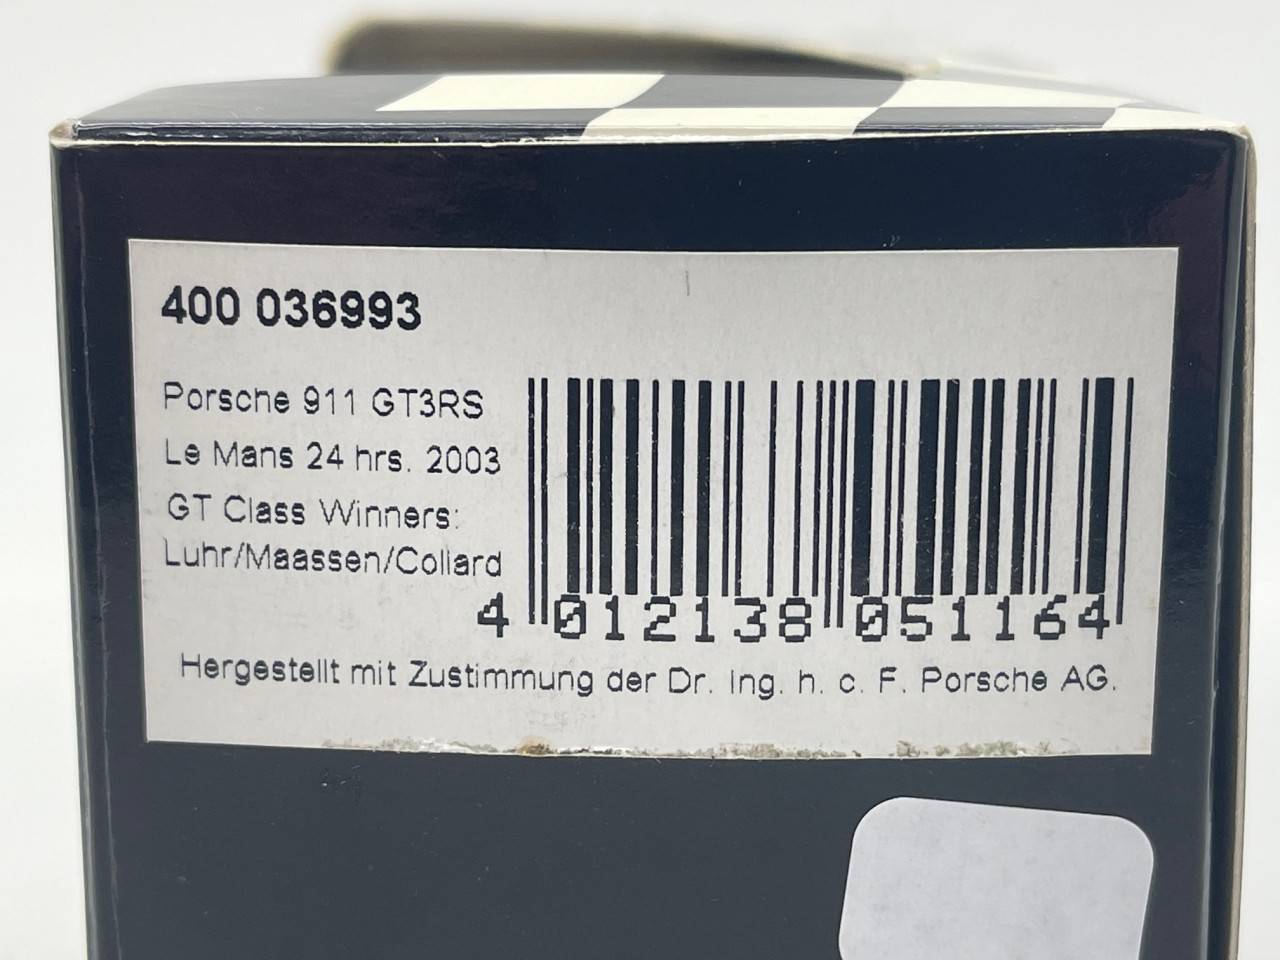 400 036993
Porsche 911 GT3RS
Le Mans 24 hrs. 2003
GT Class Winners:
Luhr/Maassen/Collard
4 012138 051164
Hergestellt mit Zustimmung der Dr. Ing. h. c. F. Porsche AG.